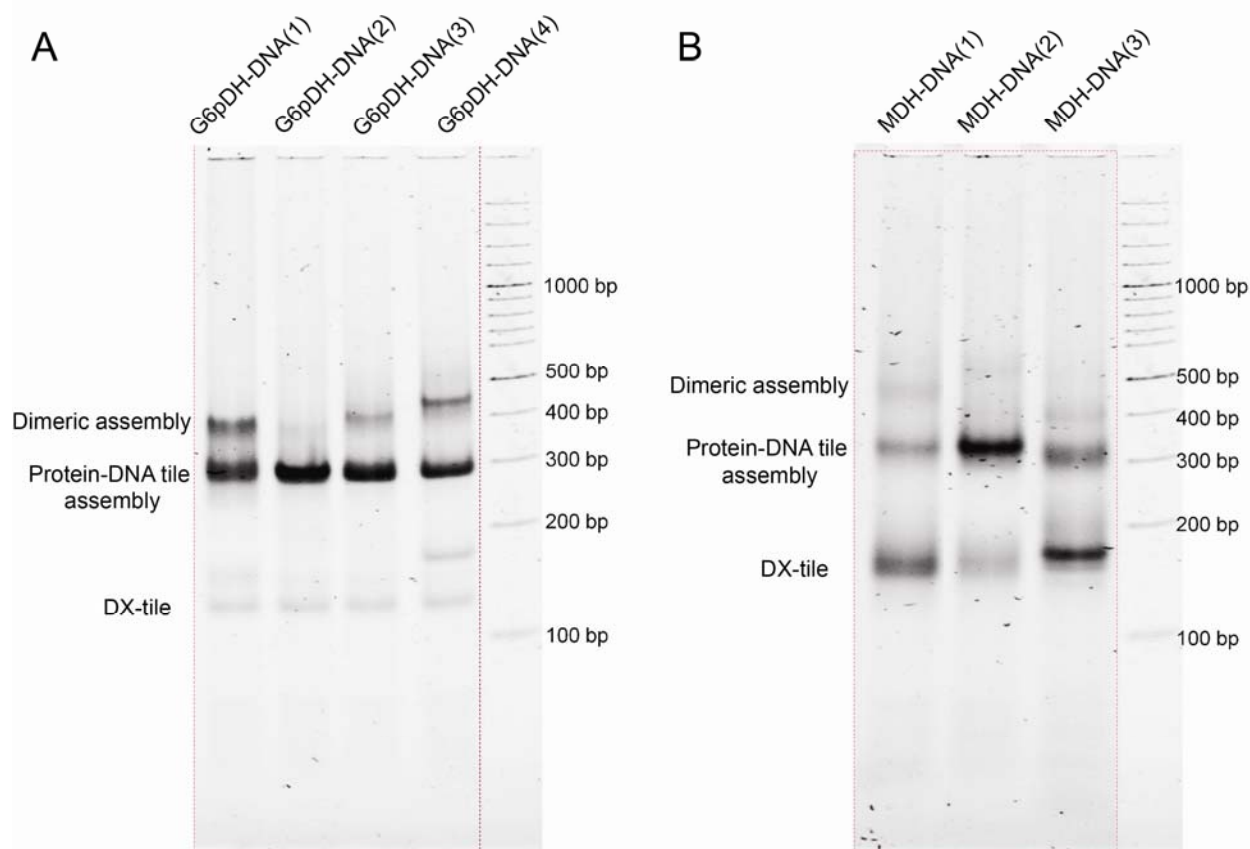 A
G6pDH-DNA(1)
G6pDH-DNA(2)
G6pDH-DNA(3)
G6pDH-DNA(4)
1000 bp
500 bp
400 bp
300 bp
200 bp
100 bp
Dimeric assembly
Protein-DNA tile
assembly
DX-tile
B
MDH-DNA(1)
MDH-DNA(2)
MDH-DNA(3)
1000 bp
500 bp
400 bp
300 bp
200 bp
100 bp
Dimeric assembly
Protein-DNA tile
assembly
DX-tile